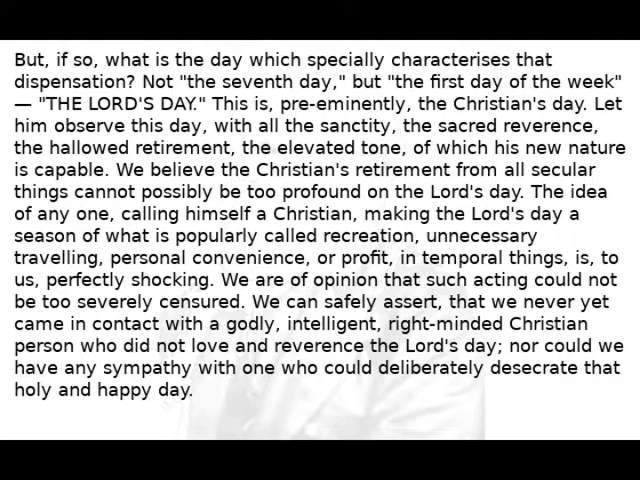 But, if so, what is the day which specially characterises that
dispensation? Not "the seventh day," but "the first day of the week"
— "THE LORD'S DAY." This is, pre-eminently, the Christian's day. Let
him observe this day, with all the sanctity, the sacred reverence,
the hallowed retirement, the elevated tone, of which his new nature
is capable. We believe the Christian's retirement from all secular
things cannot possibly be too profound on the Lord's day. The idea
of any one, calling himself a Christian, making the Lord's day a
season of what is popularly called recreation, unnecessary
travelling, personal convenience, or profit, in temporal things, is, to
us, perfectly shocking. We are of opinion that such acting could not
be too severely censured. We can safely assert, that we never yet
came in contact with a godly, intelligent, right-minded Christian
person who did not love and reverence the Lord's day; nor could we
have any sympathy with one who could deliberately desecrate that
holy and happy day.